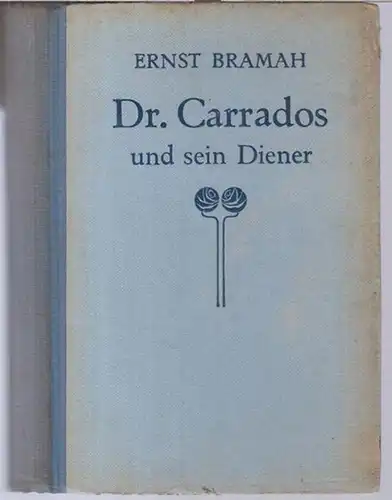 ERNST BRAMAH
Dr. Carrados
und sein Diener